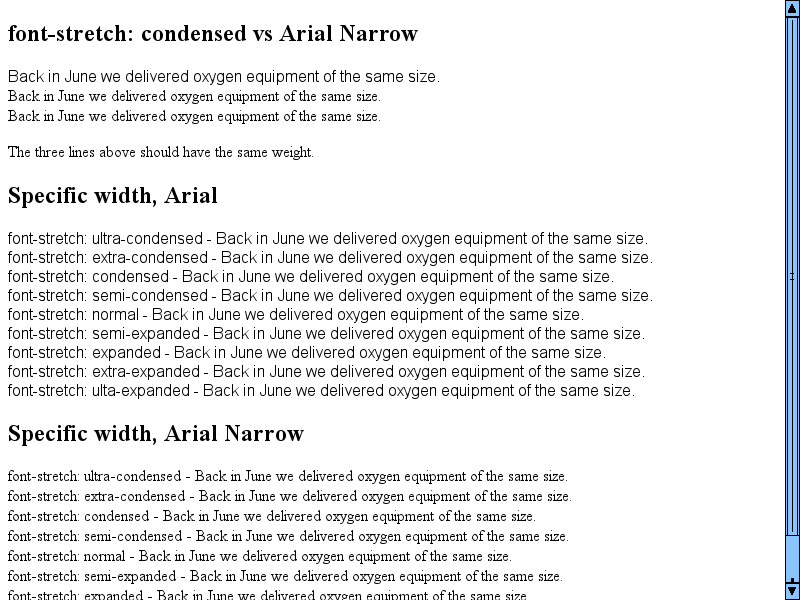 font-stretch: condensed vs Arial Narrow
Back in June we delivered oxygen equipment of the same size.
Back in June we delivered oxygen equipment of the same size.
Back in June we delivered oxygen equipment of the same size.
The three lines above should have the same weight.
Specific width, Arial
font-stretch: ultra-condensed - Back in June we delivered oxygen equipment of the same size.
font-stretch: extra-condensed - Back in June we delivered oxygen equipment of the same size.
font-stretch: condensed - Back in June we delivered oxygen equipment of the same size.
font-stretch: semi-condensed - Back in June we delivered oxygen equipment of the same size.
font-stretch: normal - Back in June we delivered oxygen equipment of the same size.
font-stretch: semi-expanded - Back in June we delivered oxygen equipment of the same size.
font-stretch: expanded - Back in June we delivered oxygen equipment of the same size.
font-stretch: extra-expanded - Back in June we delivered oxygen equipment of the same size.
font-stretch: ulta-expanded - Back in June we delivered oxygen equipment of the same size.
Specific width, Arial Narrow
font-stretch: ultra-condensed - Back in June we delivered oxygen equipment of the same size.
font-stretch: extra-condensed - Back in June we delivered oxygen equipment of the same size.
font-stretch: condensed - Back in June we delivered oxygen equipment of the same size.
font-stretch: semi-condensed - Back in June we delivered oxygen equipment of the same size.
font-stretch: normal - Back in June we delivered oxygen equipment of the same size.
font-stretch: semi-expanded - Back in June we delivered oxygen equipment of the same size.
font-stretch: expanded - Back in June we delivered oxygen equipment of the same size.